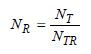 N_R = N_T / N_TR